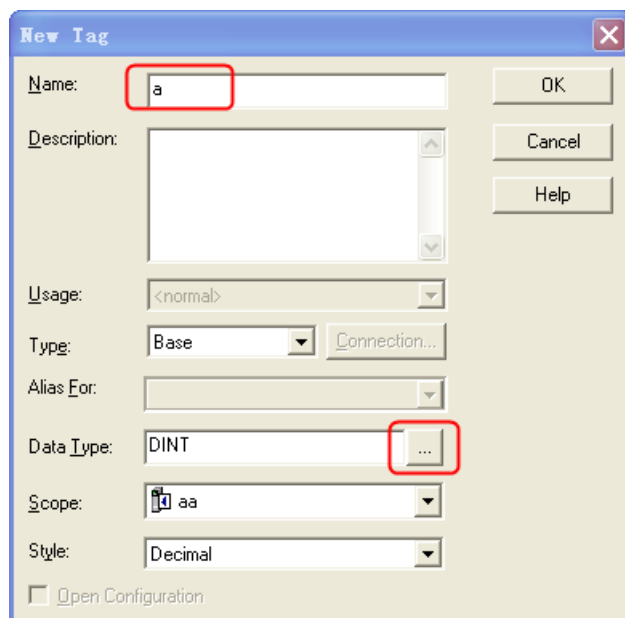 New Tag
Name: a OK
Description: Cancel
Help
Usage: <normal>
Type: Base Connection...
Alias For:
Data Type: DINT ...
Scope: aa
Style: Decimal
Open Configuration